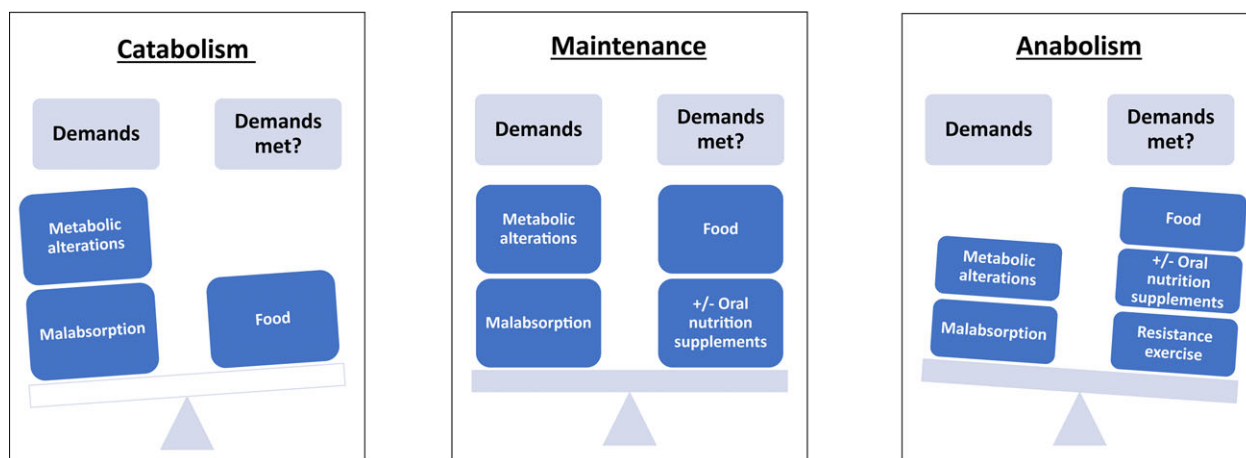 Catabolism
Demands
Demands
met?
Metabolic
alterations
Malabsorption
Food
Maintenance
Demands
Demands
met?
Metabolic
alterations
Food
Malabsorption
+/- Oral
nutrition
supplements
Anabolism
Demands
Demands
met?
Food
Metabolic
alterations
+/- Oral
nutrition
supplements
Malabsorption
Resistance
exercise